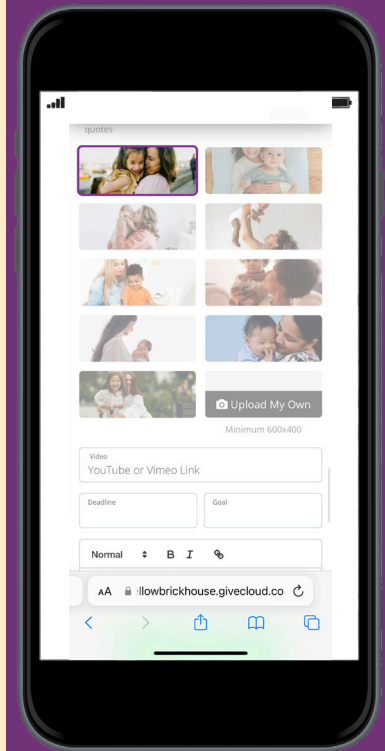 quotes
Upload My Own
Minimum 600x400
Video
YouTube or Vimeo Link
Deadline
Goal
Normal B I
AA llowbrickhouse.givecloud.co